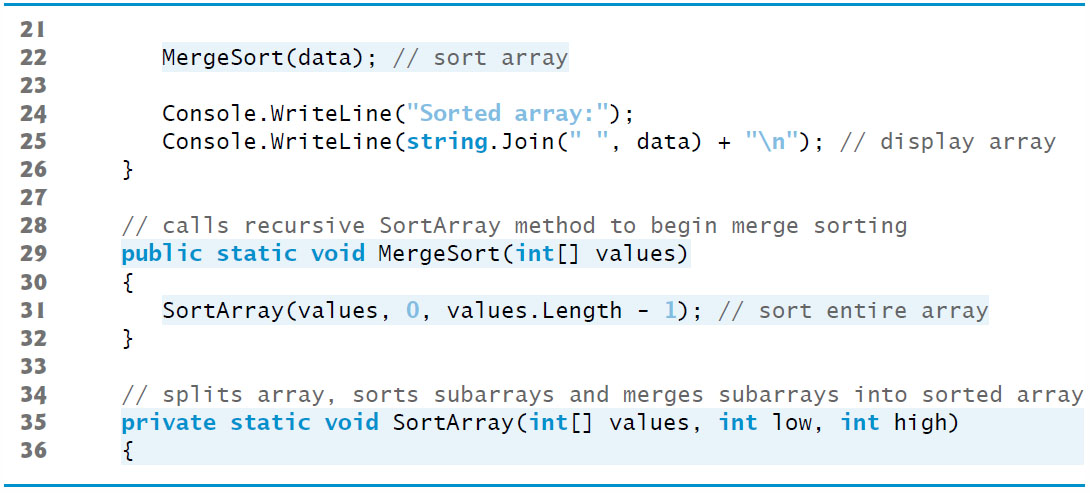 21
22 MergeSort(data); // sort array
23
24 Console.WriteLine("Sorted array:");
25 Console.WriteLine(string.Join(" ", data) + "\n"); // display array
26 }
27
28 // calls recursive SortArray method to begin merge sorting
29 public static void MergeSort(int[] values)
30 {
31 SortArray(values, 0, values.Length - 1); // sort entire array
32 }
33
34 // splits array, sorts subarrays and merges subarrays into sorted array
35 private static void SortArray(int[] values, int low, int high)
36 {